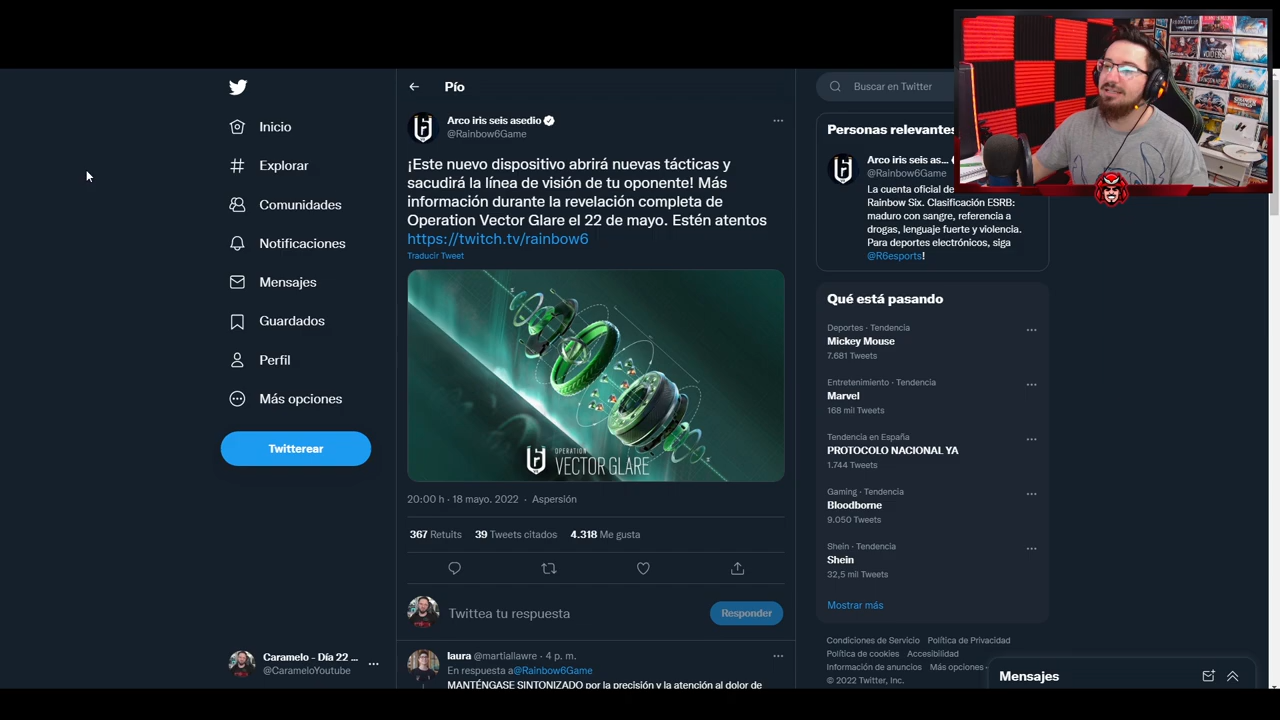 Inicio
Explorar
Comunidades
Notificaciones
Mensajes
Guardados
Perfil
Más opciones
Twitterear
Caramelo - Día 22 ...
@CarameloYoutube
Pío
Arco iris seis asedio
@Rainbow6Game
¡Este nuevo dispositivo abrirá nuevas tácticas y
sacudirá la línea de visión de tu oponente! Más
información durante la revelación completa de
Operation Vector Glare el 22 de mayo. Estén atentos
https://twitch.tv/rainbow6
Traducir Tweet
OPERATION
VECTOR GLARE
20:00 h · 18 mayo. 2022 · Aspersión
367 Retuits 39 Tweets citados 4.318 Me gusta
Twittea tu respuesta
Responder
laura @martiallawre · 4 p. m.
En respuesta a@Rainbow6Game
MANTÉNGASE SINTONIZADO por la precisión y la atención al dolor de
Buscar en Twitter
Personas relevantes
Arco iris seis as...
@Rainbow6Game
La cuenta oficial de
Rainbow Six. Clasificación ESRB:
maduro con sangre, referencia a
drogas, lenguaje fuerte y violencia.
Para deportes electrónicos, siga
@R6esports!
Qué está pasando
Deportes · Tendencia
Mickey Mouse
7.681 Tweets
Entretenimiento · Tendencia
Marvel
168 mil Tweets
Tendencia en España
PROTOCOLO NACIONAL YA
1.744 Tweets
Gaming · Tendencia
Bloodborne
9.050 Tweets
Shein · Tendencia
Shein
32,5 mil Tweets
Mostrar más
Condiciones de Servicio Política de Privacidad
Política de cookies Accesibilidad
Información de anuncios Más opciones
© 2022 Twitter, Inc.
Mensajes